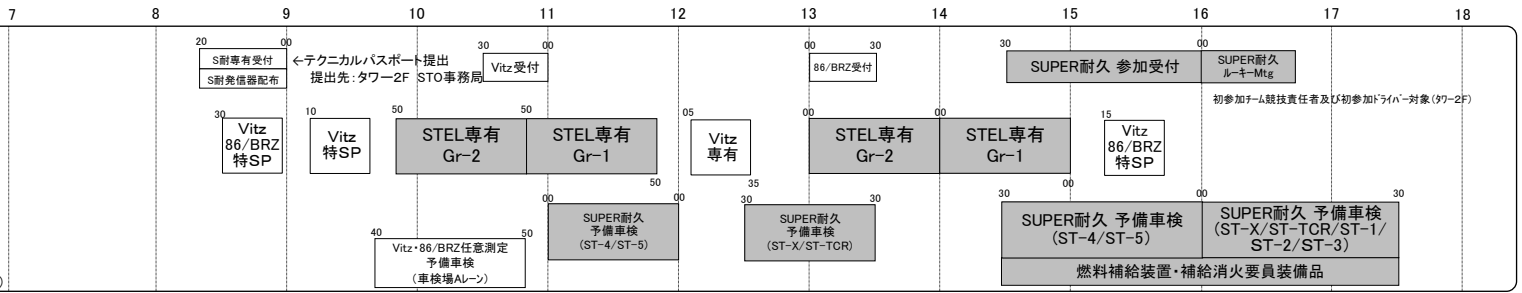 7 8 9 10 11 12 13 14 15 16 17 18
20 00
S耐専有受付
S耐発信器配布
←テクニカルパスポート提出
提出先：タワー2F STO事務局
30 00
Vitz受付
00 30
86/BRZ受付
30 00
SUPER耐久 参加受付
SUPER耐久
ﾙｰｷｰMtg
初参加ﾁｰﾑ競技責任者及び初参加ﾄﾞﾗｲﾊﾞｰ対象(ﾀﾜｰ2F)
30
Vitz
86/BRZ
特SP
10
Vitz
特SP
50 50
STEL専有
Gr-2
STEL専有
Gr-1
50
05
Vitz
専有
35
00 00
STEL専有
Gr-2
STEL専有
Gr-1
00
15
Vitz
86/BRZ
特SP
40 50
Vitz・86/BRZ任意測定
予備車検
(車検場Aﾚｰﾝ)
00 00
SUPER耐久
予備車検
(ST-4/ST-5)
30 30
SUPER耐久
予備車検
(ST-X/ST-TCR)
30 00 30
SUPER耐久 予備車検
(ST-4/ST-5)
SUPER耐久 予備車検
(ST-X/ST-TCR/ST-1/
ST-2/ST-3)
燃料補給装置・補給消火要員装備品
)